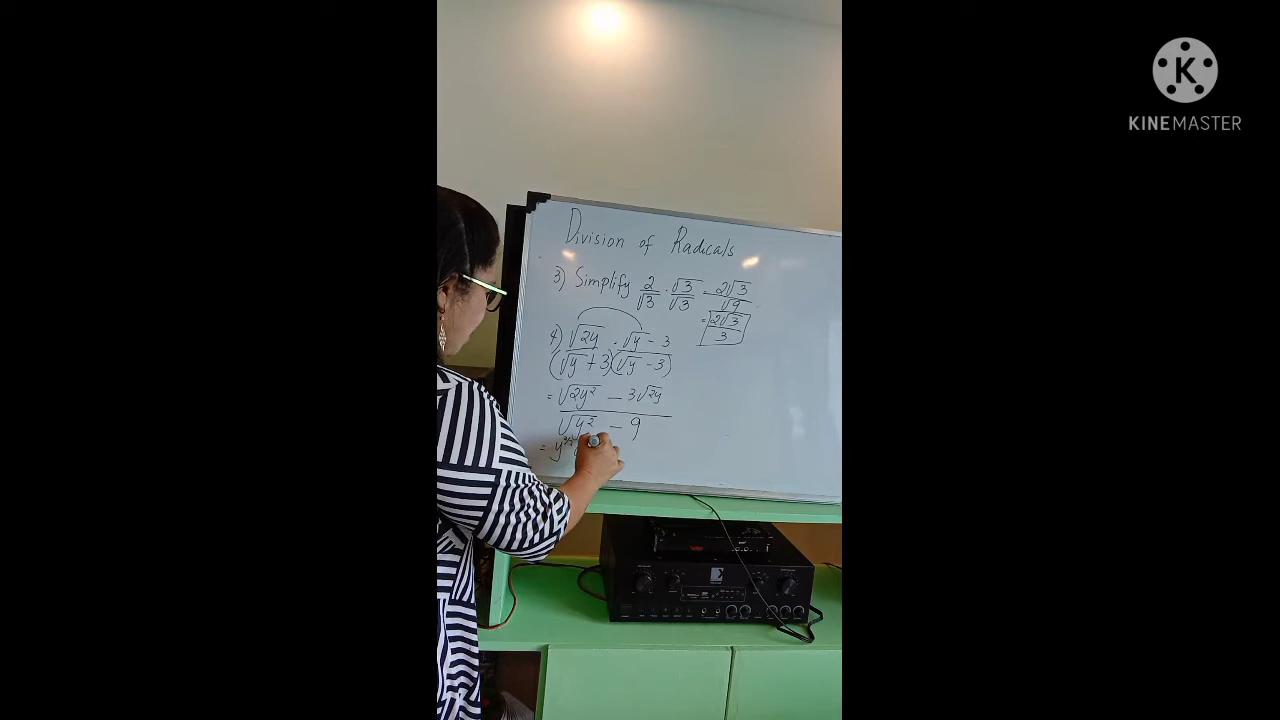 Division of Radicals
3) Simplify 2/√3 · √3/√3 = 2√3/√9
= 2√3/3
4) √2y · √y - 3
(√y + 3)(√y - 3)
= √2y² - 3√2y
√y² - 9
= y
KINEMASTER